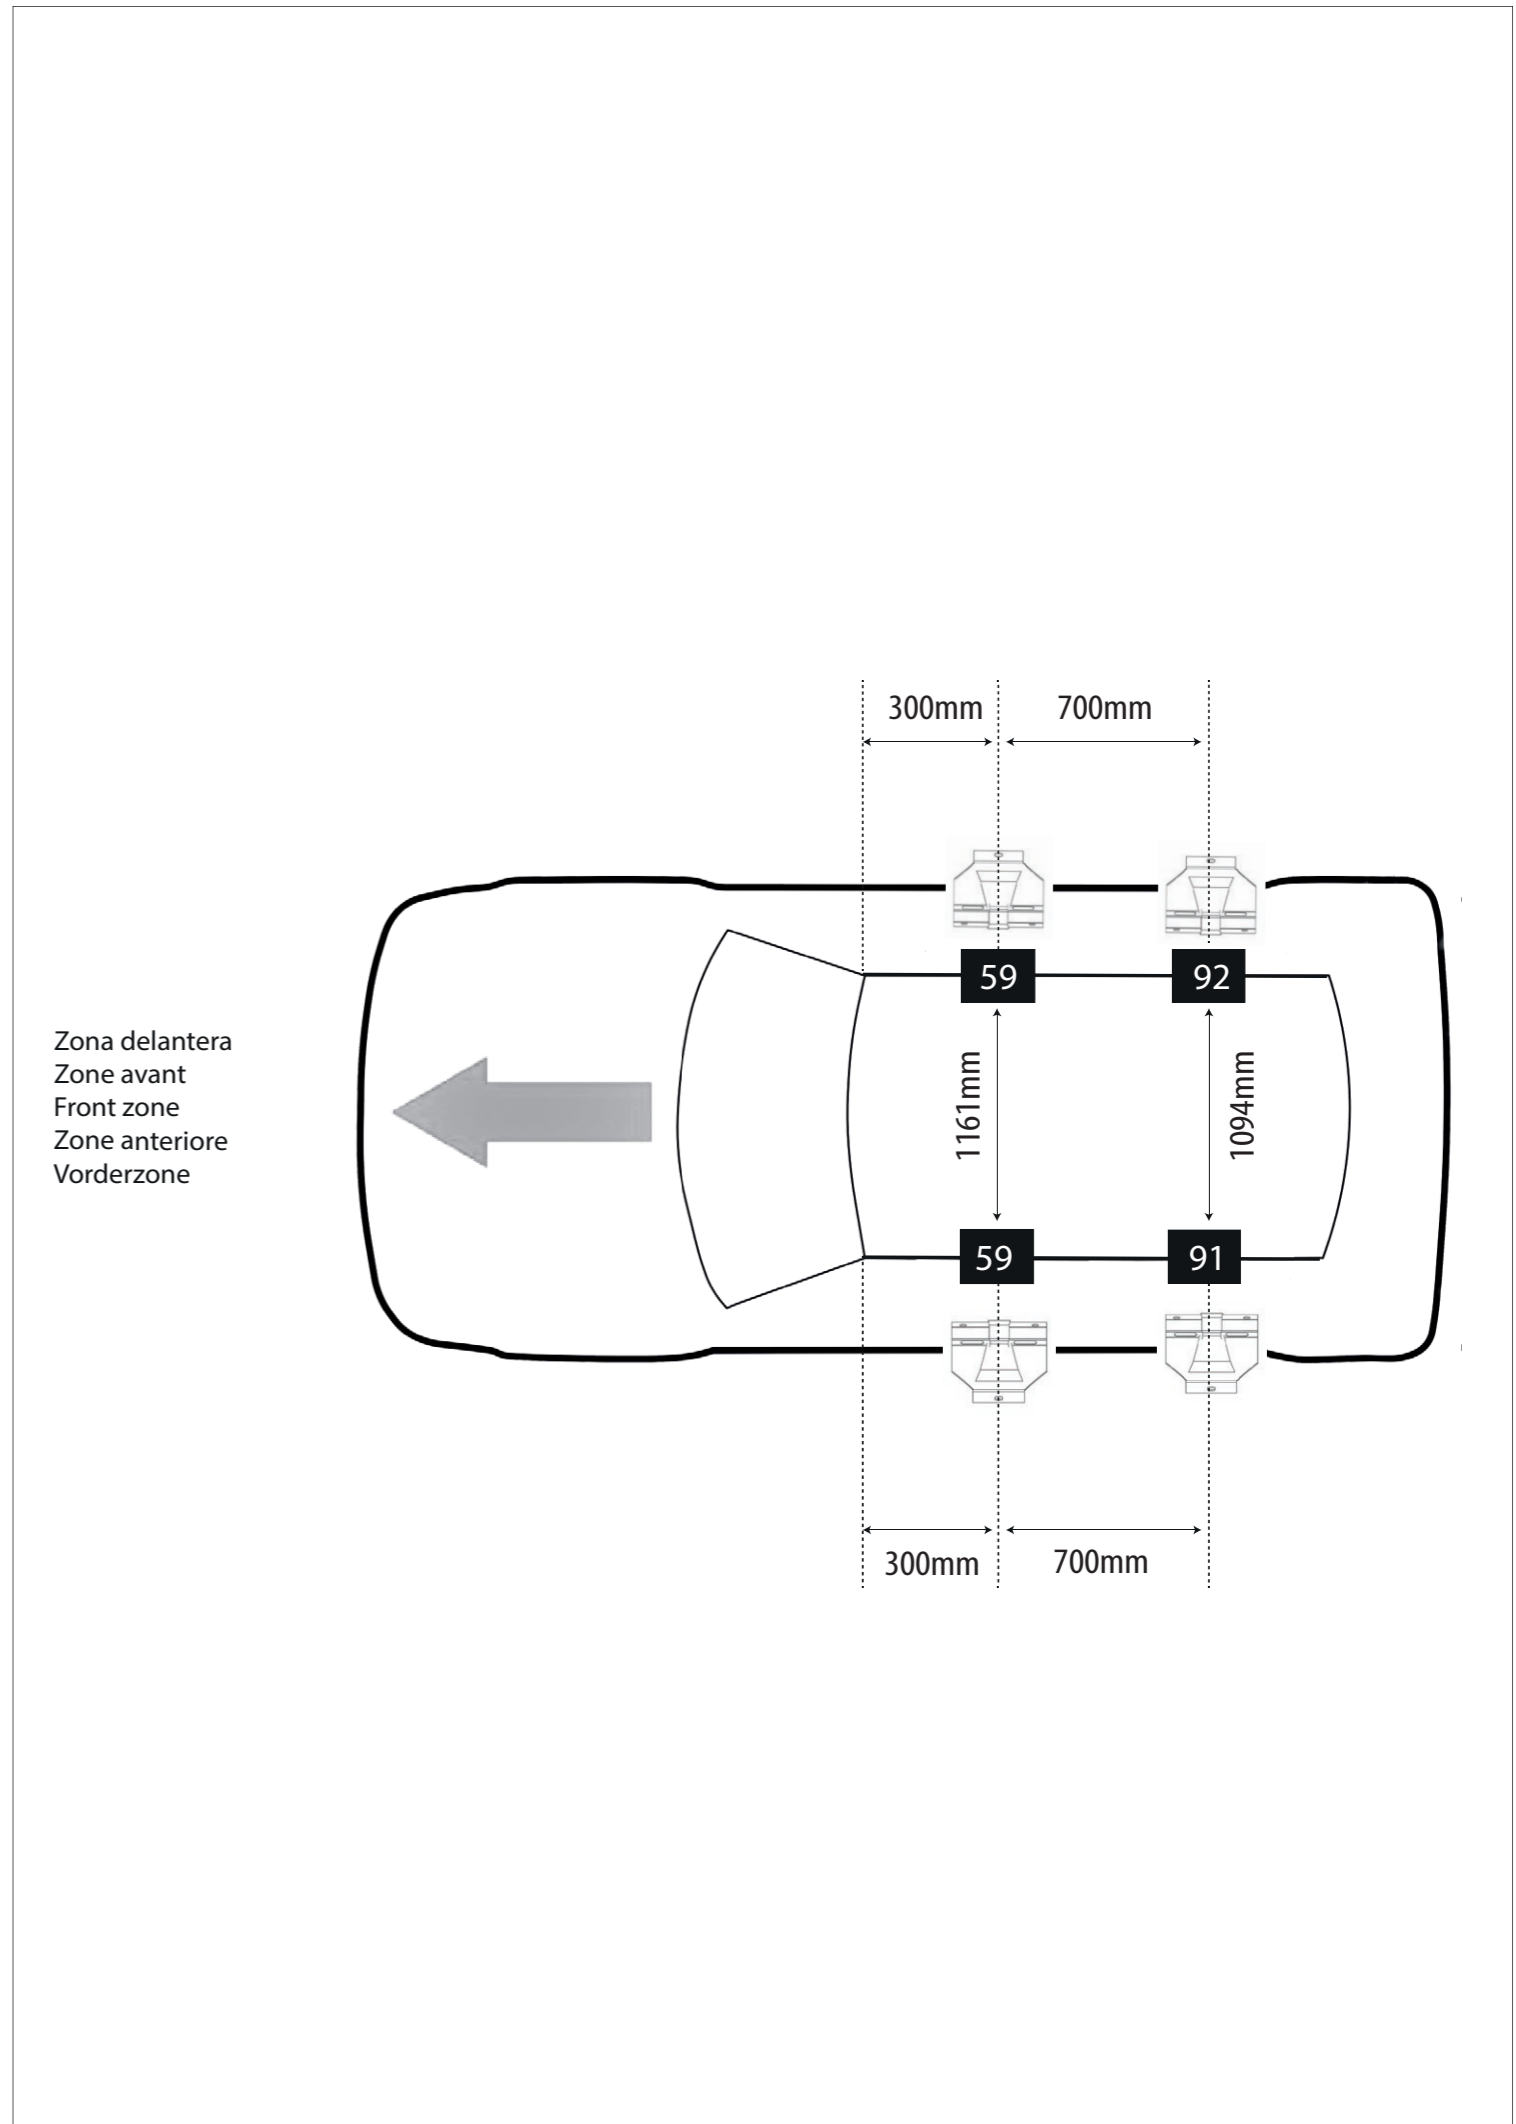 300mm 700mm
59 92
Zona delantera
Zone avant
Front zone
Zone anteriore
Vorderzone
1161mm 1094mm
59 91
300mm 700mm